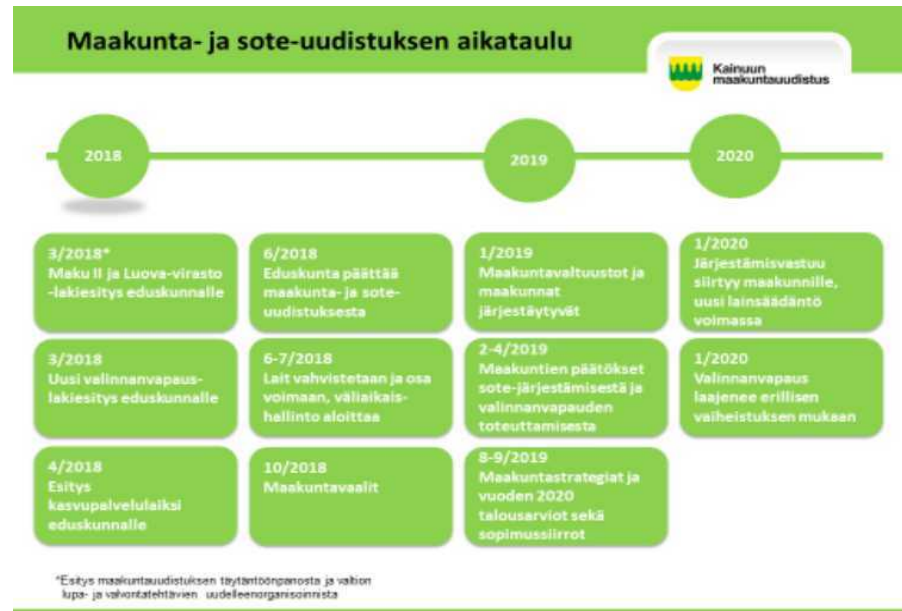 Maakunta- ja sote-uudistuksen aikataulu
Kainuun
maakuntauudistus
2018
2019
2020
3/2018*
Maku II ja Luova-virasto
-lakiesitys eduskunnalle
3/2018
Uusi valinnanvapaus-
lakiesitys eduskunnalle
4/2018
Esitys
kasvupalvelulaiksi
eduskunnalle
6/2018
Eduskunta päättää
maakunta- ja sote-
uudistuksesta
6-7/2018
Lait vahvistetaan ja osa
voimaan, väliaikais-
hallinto aloittaa
10/2018
Maakuntavaalit
1/2019
Maakuntavaltuustot ja
maakunnat
järjestäytyvät
2-4/2019
Maakuntien päätökset
sote-järjestämisestä ja
valinnanvapauden
toteuttamisesta
8-9/2019
Maakuntastrategiat ja
vuoden 2020
talousarviot sekä
sopimussiirrot
1/2020
Järjestämisvastuu
siirtyy maakunnille,
uusi lainsäädäntö
voimassa
1/2020
Valinnanvapaus
laajenee erillisen
vaiheistuksen mukaan
*Esitys maakuntauudistuksen täytäntöönpanosta ja valtion
lupa- ja valvontatehtävien uudelleenorganisoinnista